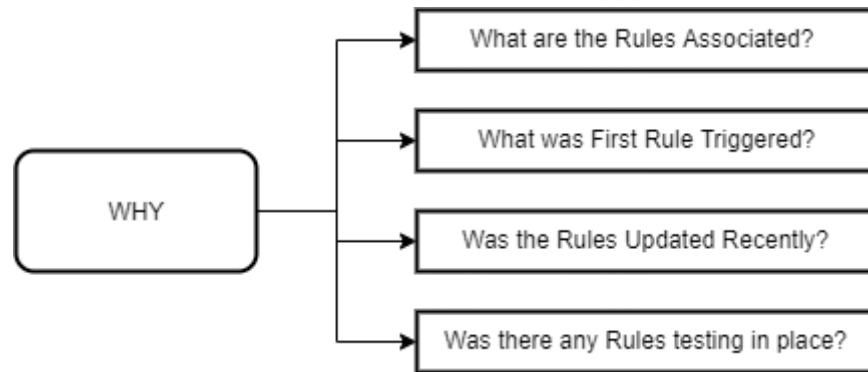 What are the Rules Associated?
What was First Rule Triggered?
WHY
Was the Rules Updated Recently?
Was there any Rules testing in place?